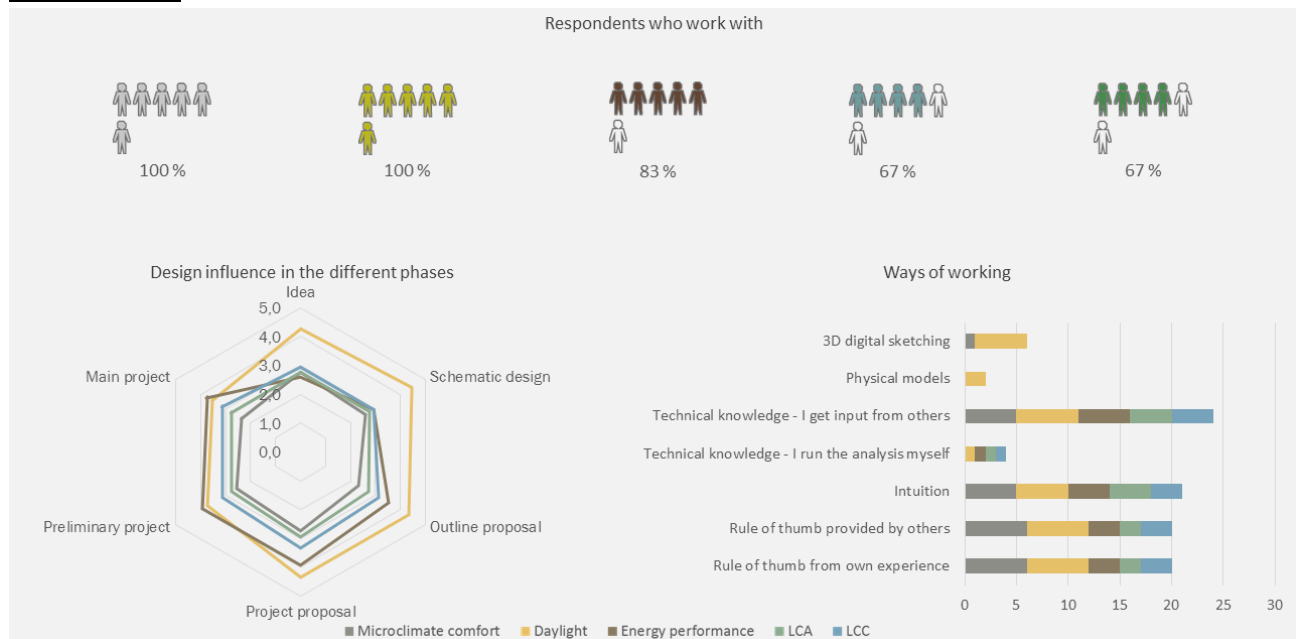 Respondents who work with
100 %
100 %
83 %
67 %
67 %
Design influence in the different phases
Idea
5,0
4,0
3,0
2,0
1,0
0,0
Schematic design
Outline proposal
Project proposal
Preliminary project
Main project
Ways of working
3D digital sketching
Physical models
Technical knowledge - I get input from others
Technical knowledge - I run the analysis myself
Intuition
Rule of thumb provided by others
Rule of thumb from own experience
0 5 10 15 20 25 30
Microclimate comfort Daylight Energy performance LCA LCC